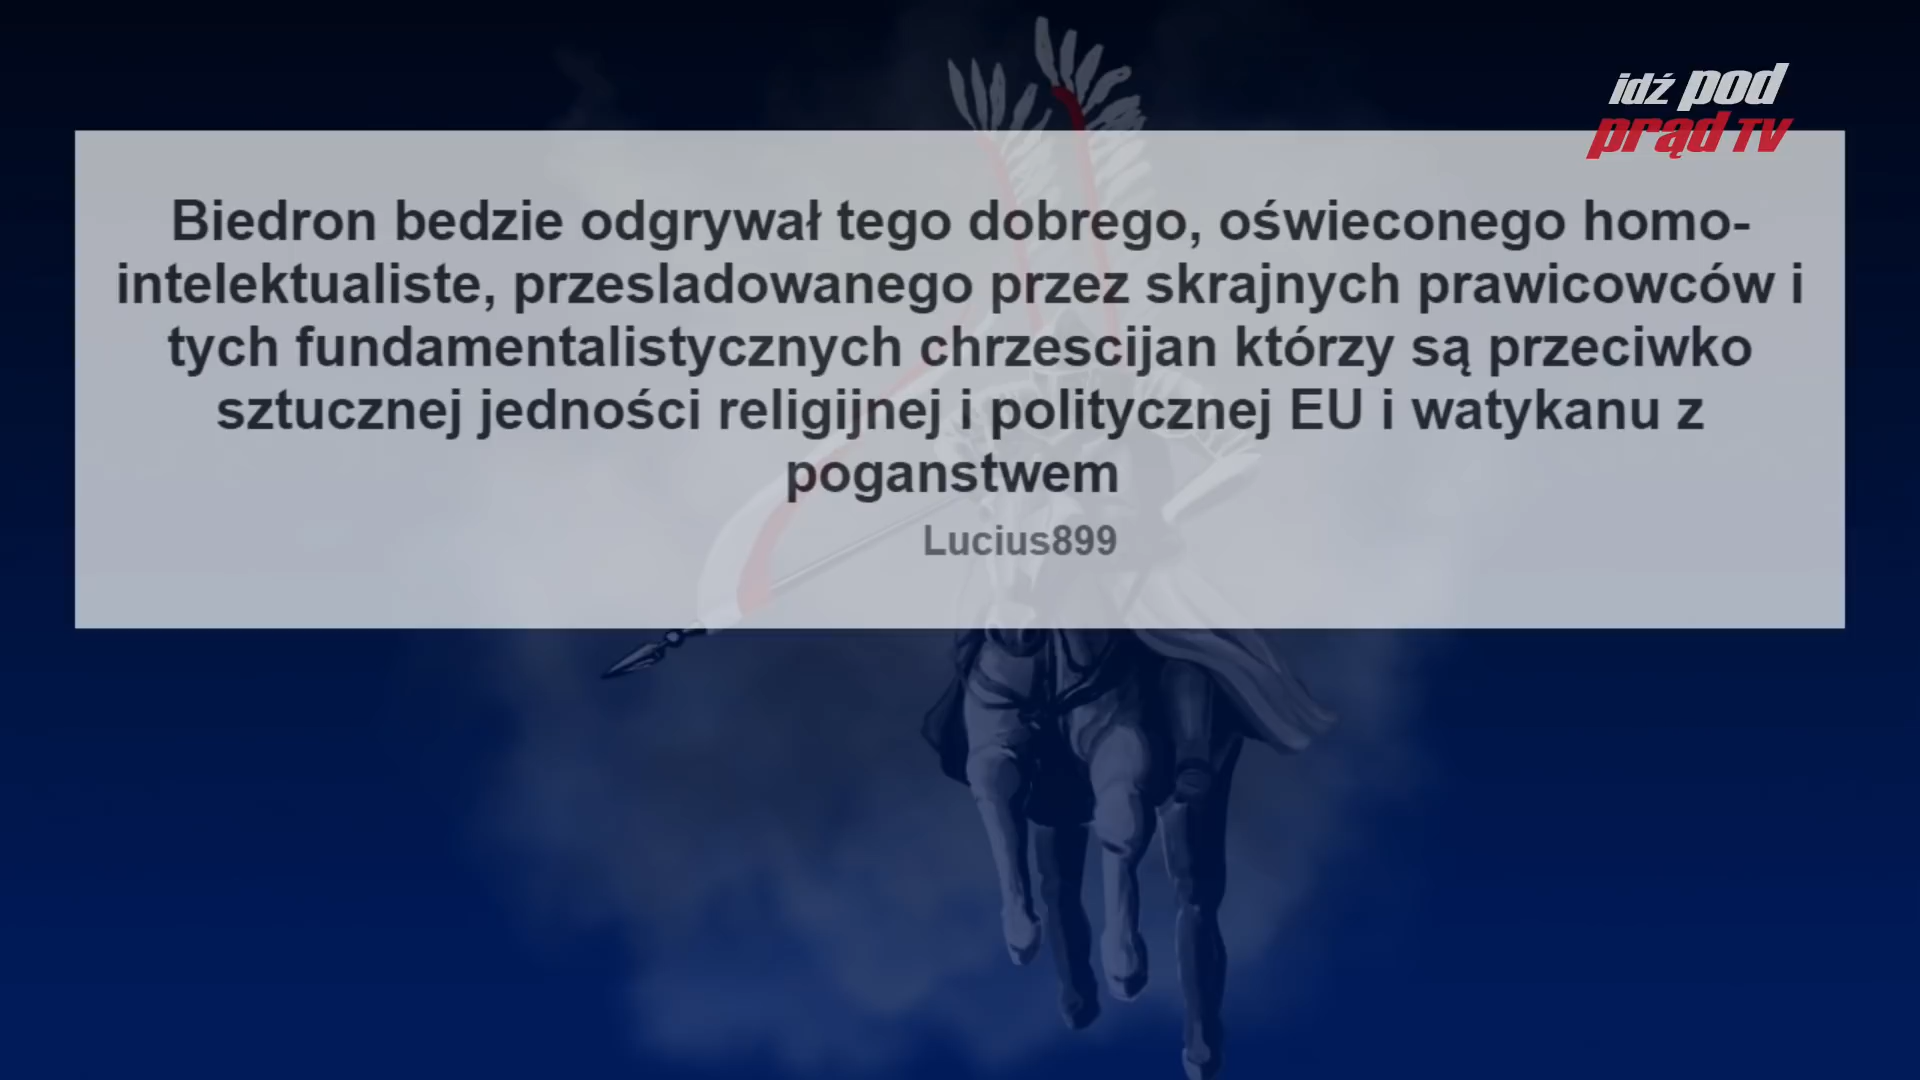 idź pod
prąd TV
Biedron bedzie odgrywał tego dobrego, oświeconego homo-
intelektualiste, przesladowanego przez skrajnych prawicowców i
tych fundamentalistycznych chrzescijan którzy są przeciwko
sztucznej jedności religijnej i politycznej EU i watykanu z
poganstwem
Lucius899